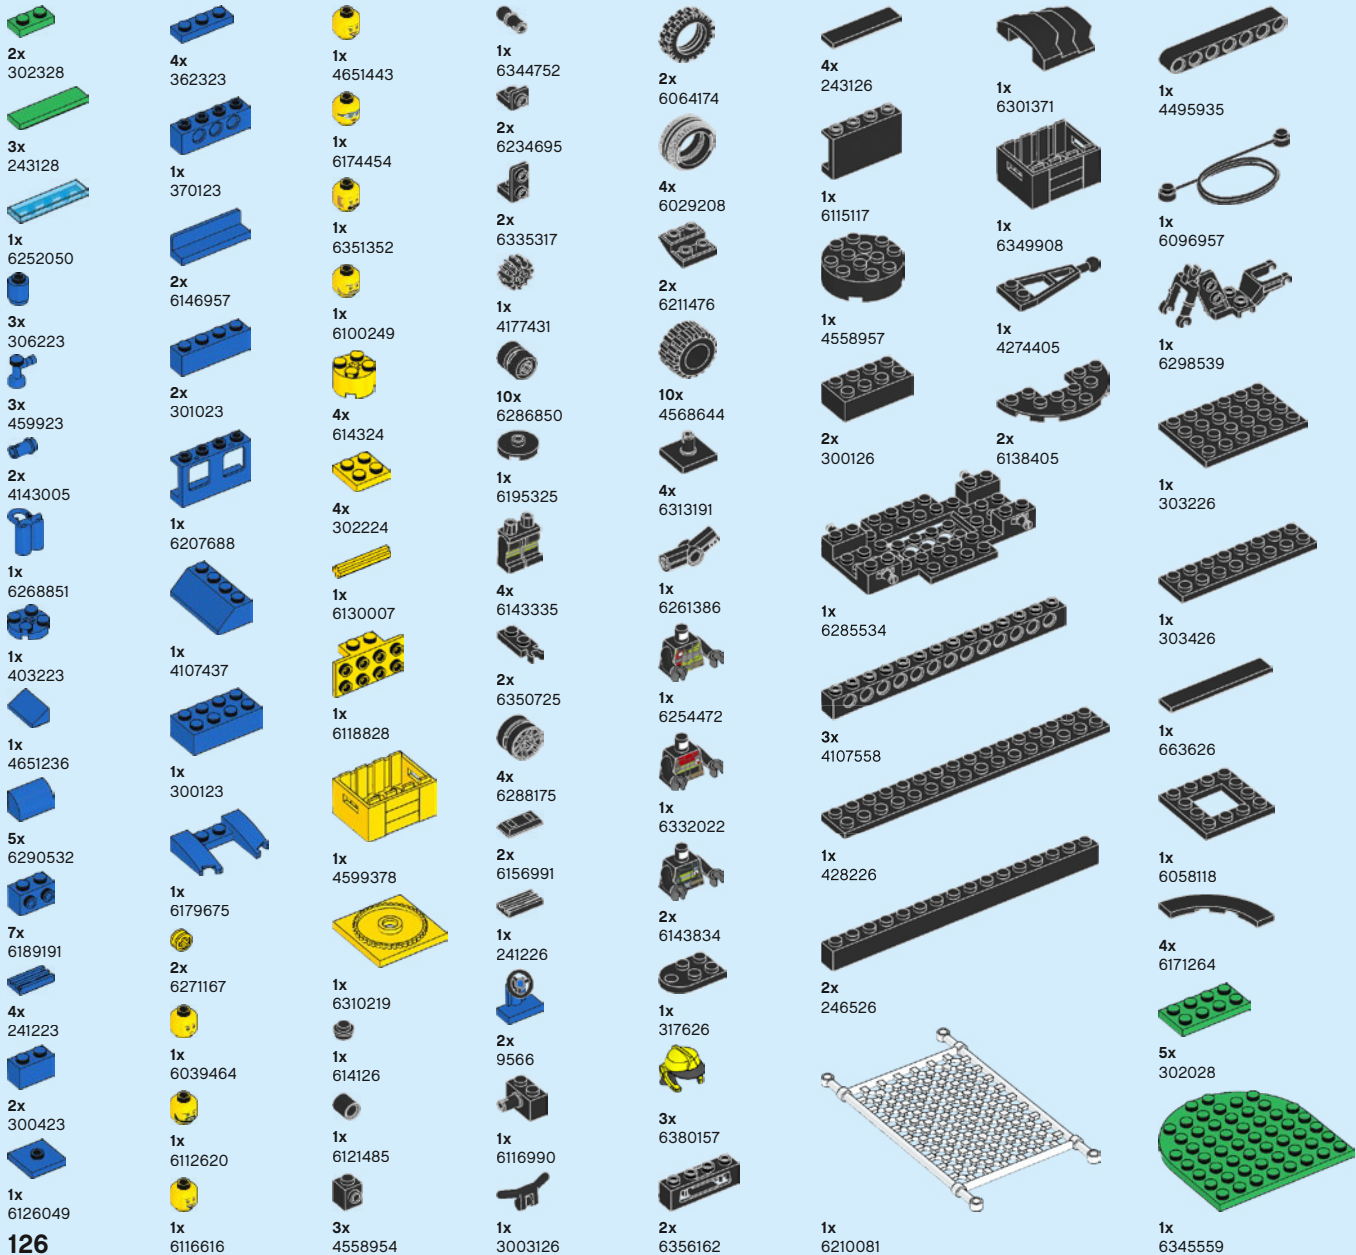 2x
302328
3x
243128
1x
6252050
3x
306223
3x
459923
2x
4143005
1x
6268851
1x
403223
1x
4651236
5x
6290532
7x
6189191
4x
241223
2x
300423
1x
6126049
126
4x
362323
1x
370123
2x
6146957
2x
301023
1x
6207688
1x
4107437
1x
300123
1x
6179675
2x
6271167
1x
6039464
1x
6112620
1x
6116616
1x
4651443
1x
6174454
1x
6351352
1x
6100249
4x
614324
4x
302224
1x
6130007
1x
6118828
1x
4599378
1x
6310219
1x
614126
1x
6121485
3x
4558954
1x
6344752
2x
6234695
2x
6335317
1x
4177431
10x
6286850
1x
6195325
4x
6143335
2x
6350725
4x
6288175
2x
6156991
1x
241226
2x
9566
1x
6116990
1x
3003126
2x
6064174
4x
6029208
2x
6211476
10x
4568644
4x
6313191
1x
6261386
1x
6254472
1x
6332022
2x
6143834
1x
317626
3x
6380157
2x
6356162
4x
243126
1x
6115117
1x
4558957
2x
300126
1x
6285534
3x
4107558
1x
428226
2x
246526
1x
6210081
1x
6301371
1x
6349908
1x
4274405
2x
6138405
1x
4495935
1x
6096957
1x
6298539
1x
303226
1x
303426
1x
663626
1x
6058118
4x
6171264
5x
302028
1x
6345559